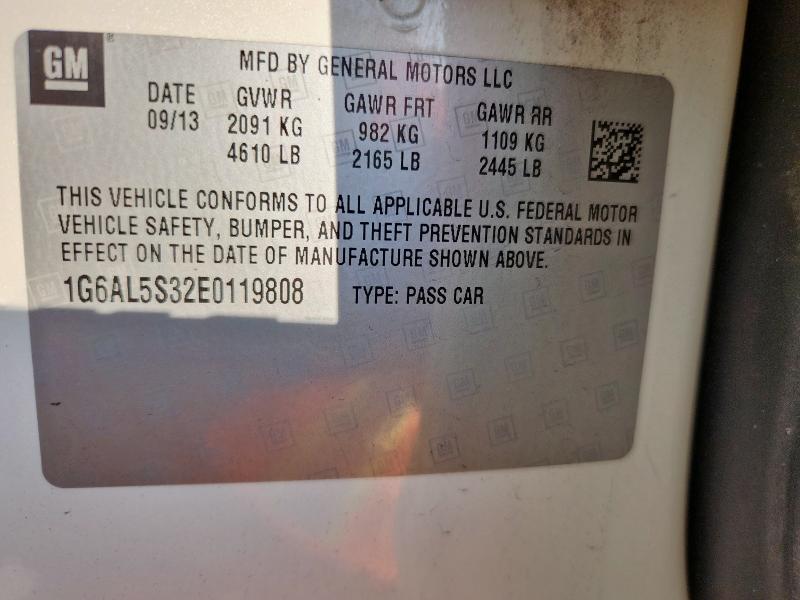 GM
MFD BY GENERAL MOTORS LLC
DATE GVWR GAWR FRT GAWR RR
09/13 2091 KG 982 KG 1109 KG
4610 LB 2165 LB 2445 LB
THIS VEHICLE CONFORMS TO ALL APPLICABLE U.S. FEDERAL MOTOR
VEHICLE SAFETY, BUMPER, AND THEFT PREVENTION STANDARDS IN
EFFECT ON THE DATE OF MANUFACTURE SHOWN ABOVE.
1G6AL5S32E0119808 TYPE: PASS CAR